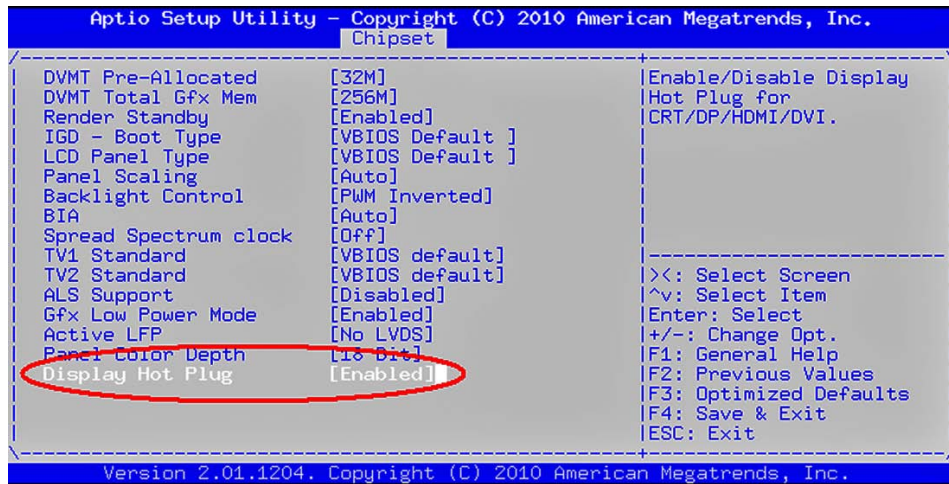 Aptio Setup Utility – Copyright (C) 2010 American Megatrends, Inc.
Chipset
DVMT Pre-Allocated [32M]
DVMT Total Gfx Mem [256M]
Render Standby [Enabled]
IGD – Boot Type [VBIOS Default ]
LCD Panel Type [VBIOS Default ]
Panel Scaling [Auto]
Backlight Control [PWM Inverted]
BIA [Auto]
Spread Spectrum clock [Off]
TV1 Standard [VBIOS default]
TV2 Standard [VBIOS default]
ALS Support [Disabled]
Gfx Low Power Mode [Enabled]
Active LFP [No LVDS]
Panel Color Depth [18 Bit]
Display Hot Plug [Enabled]
Enable/Disable Display
Hot Plug for
CRT/DP/HDMI/DVI.
><: Select Screen
^v: Select Item
Enter: Select
+/-: Change Opt.
F1: General Help
F2: Previous Values
F3: Optimized Defaults
F4: Save & Exit
ESC: Exit
Version 2.01.1204. Copyright (C) 2010 American Megatrends, Inc.